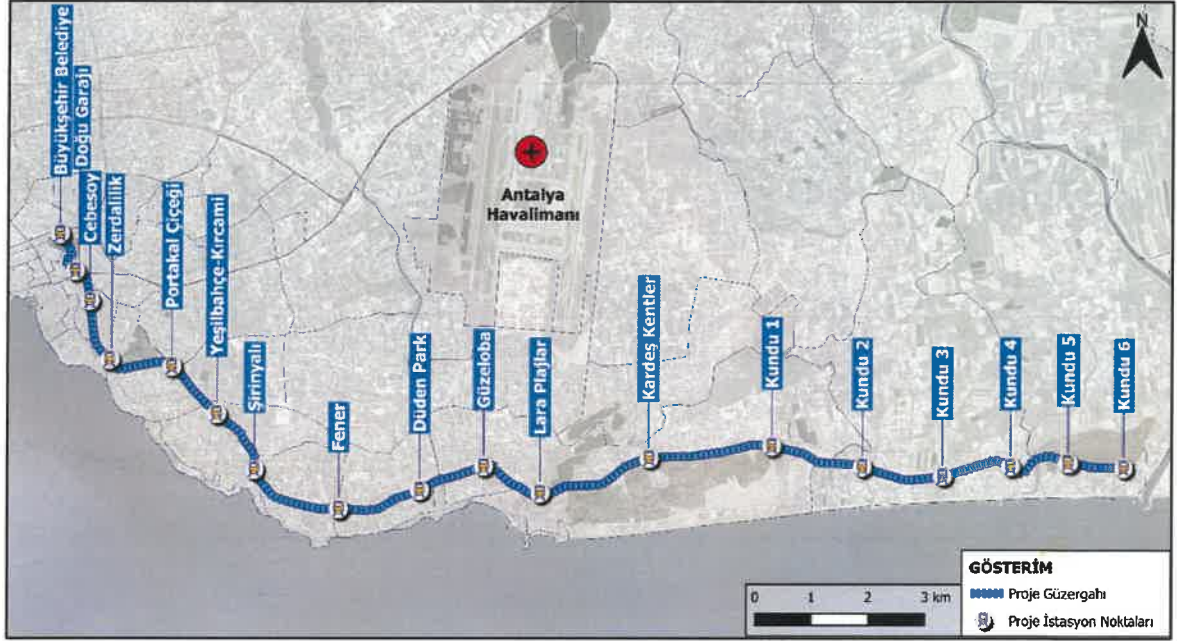 Büyükşehir Belediye
Doğu Garajı
Cebesoy
Zerdalilik
Portakal Çiçeği
Yeşilbahçe-Kırcami
Şirinyalı
Fener
Düden Park
Güzeloba
Lara Plajlar
Kardeş Kentler
Kundu 1
Kundu 2
Kundu 3
Kundu 4
Kundu 5
Kundu 6
Antalya
Havalimanı
N
0 1 2 3 km
GÖSTERİM
Proje Güzergahı
Proje İstasyon Noktaları